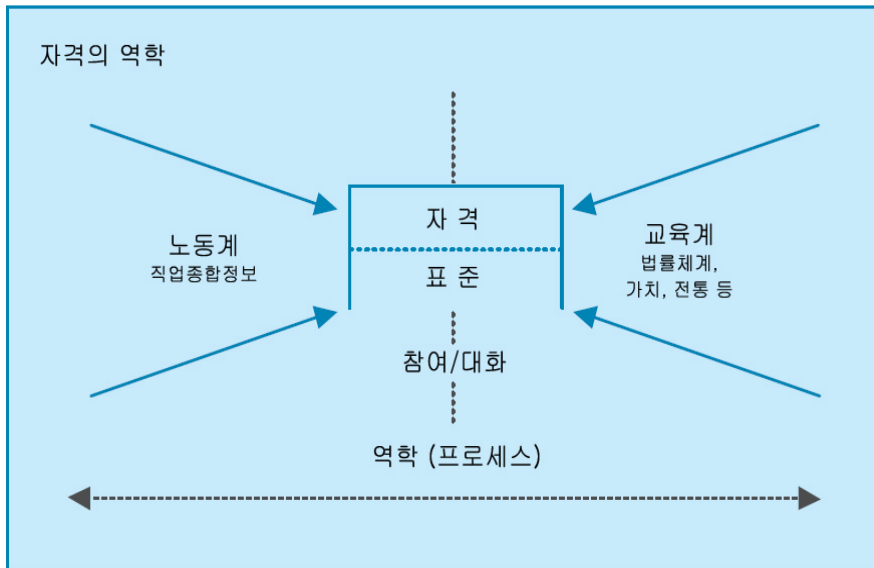 자격의 역학
자 격
노동계
직업종합정보
표 준
교육계
법률체계,
가치, 전통 등
참여/대화
역학 (프로세스)